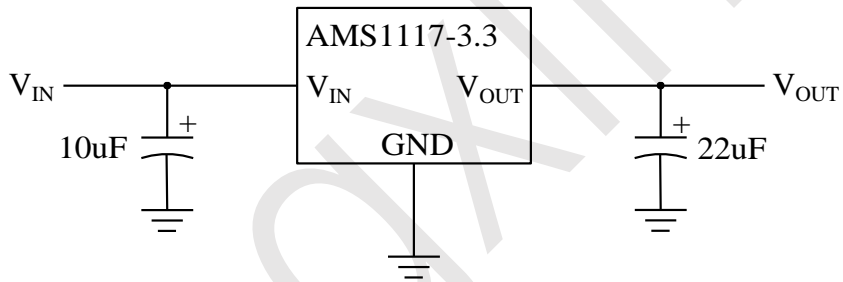 AMS1117-3.3
V_IN
V_IN
V_OUT
V_OUT
+
10uF
GND
+
22uF